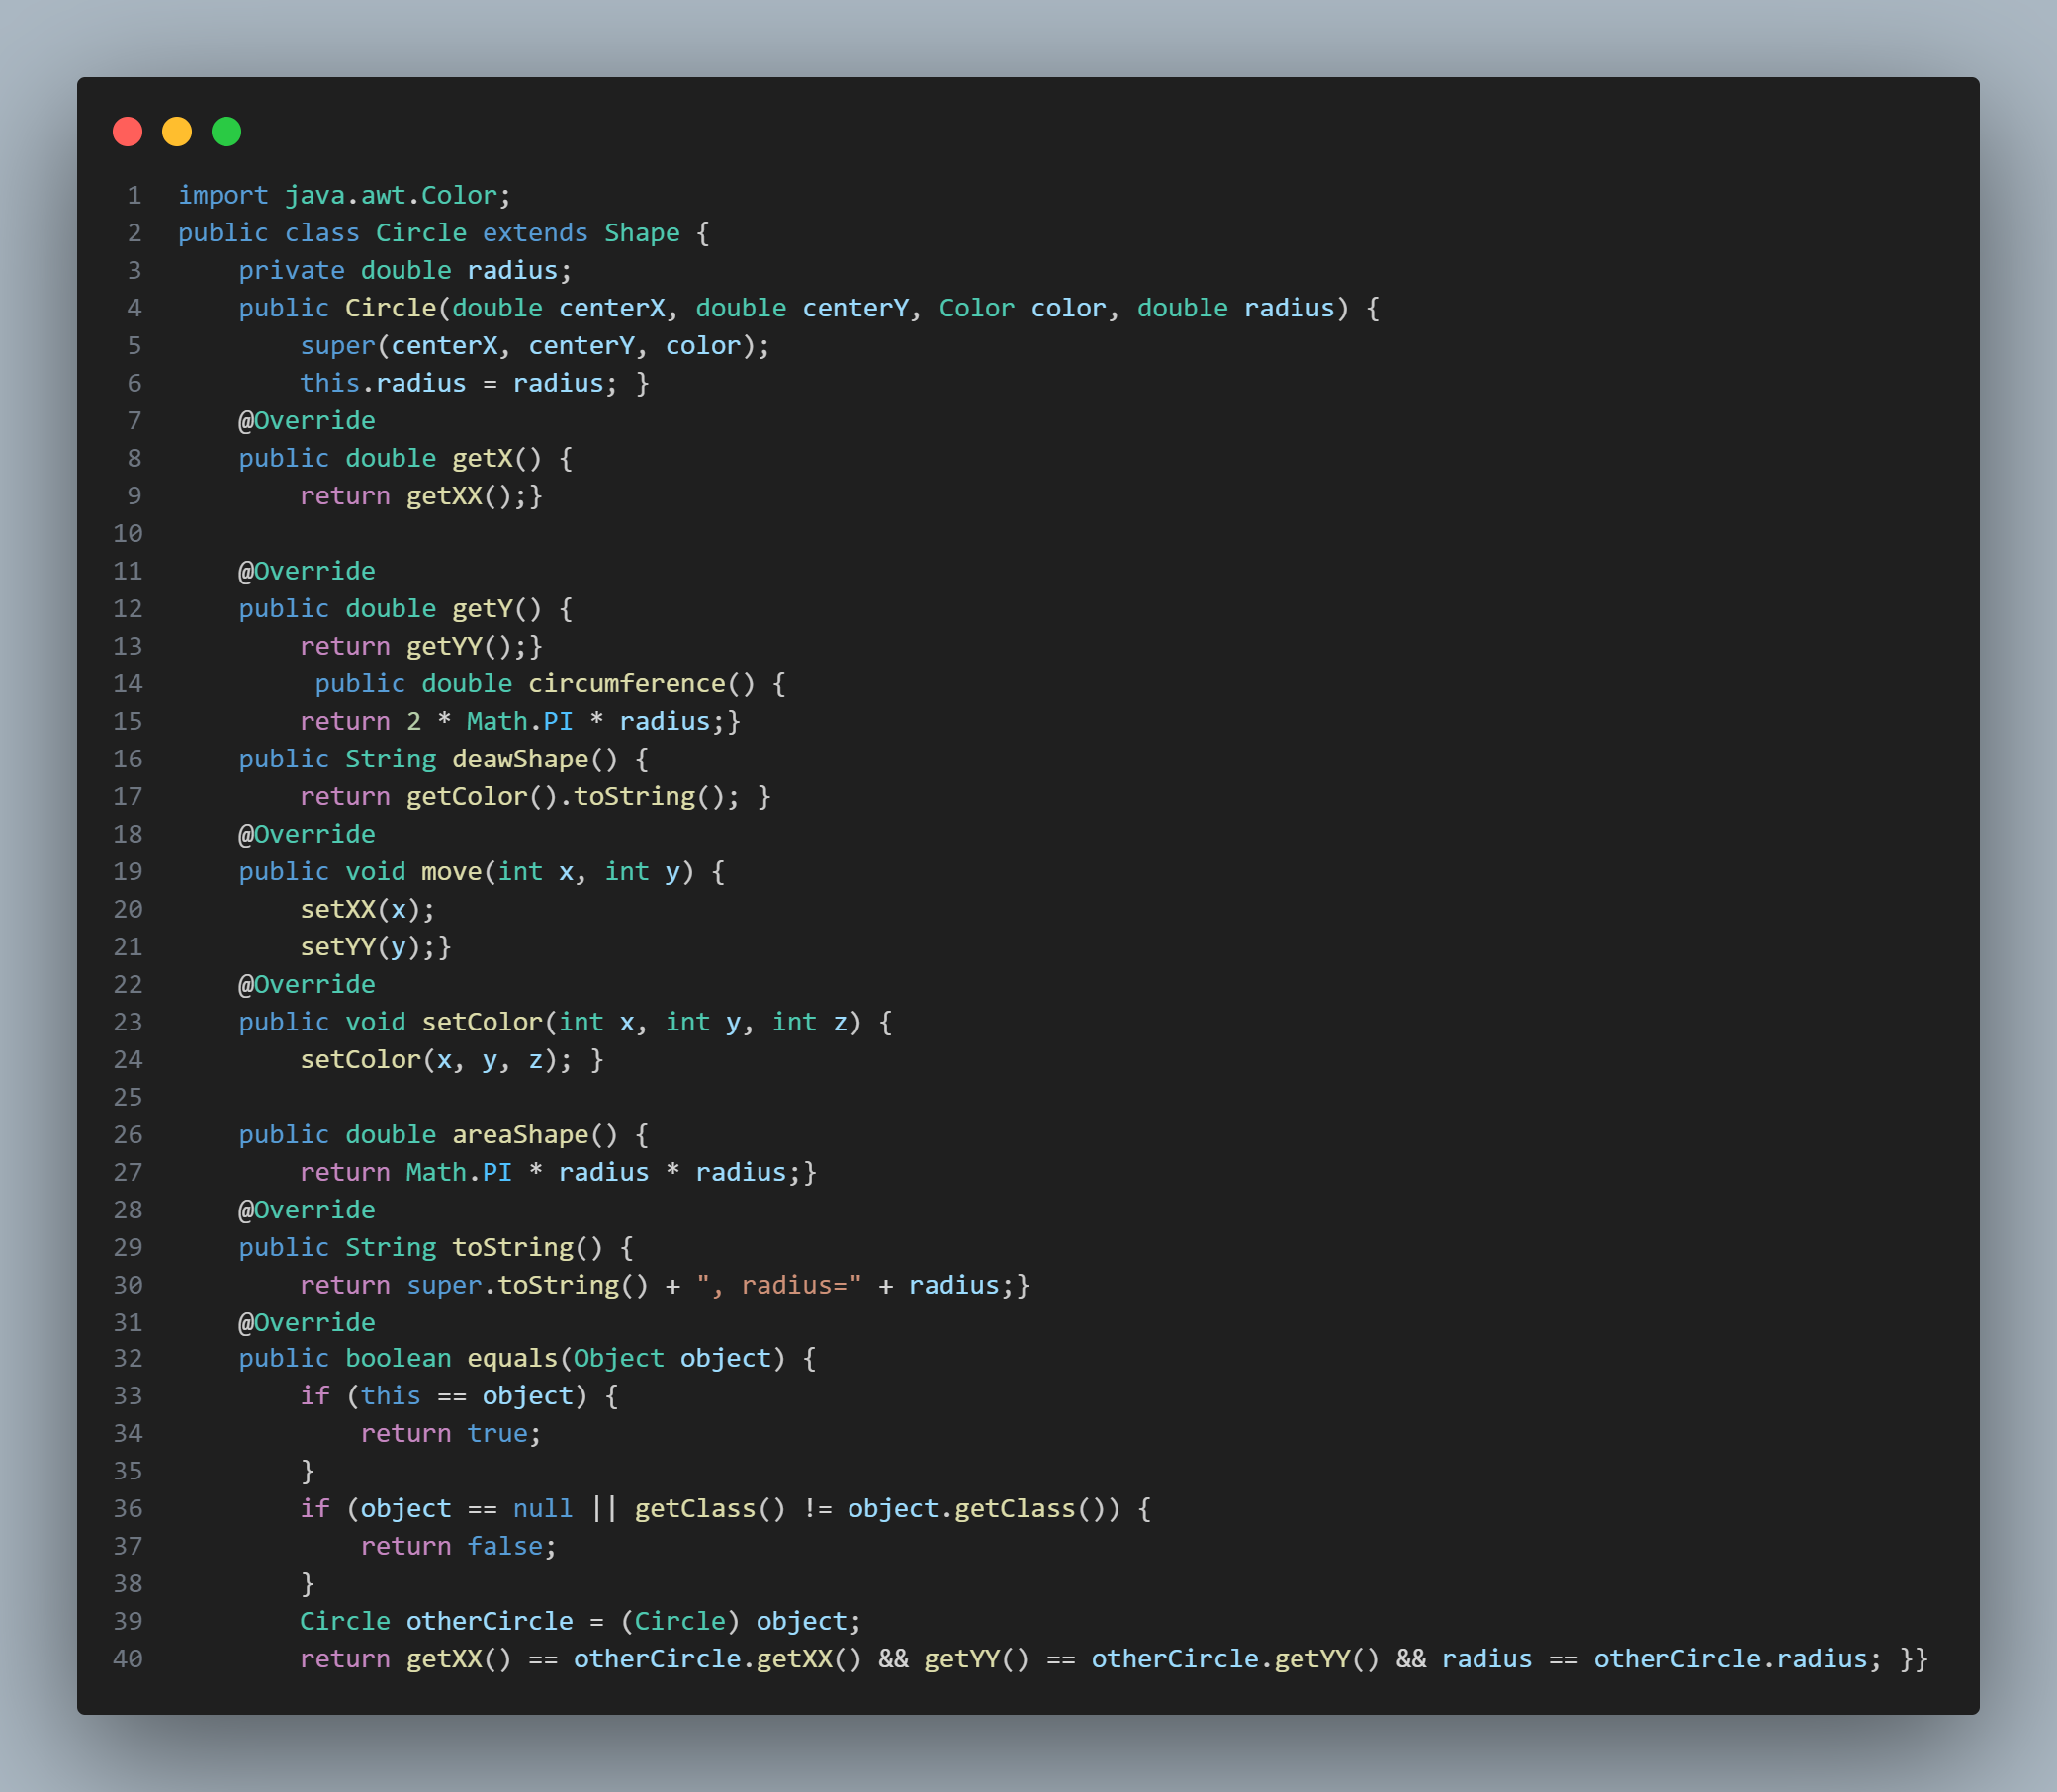 1 import java.awt.Color;
2 public class Circle extends Shape {
3     private double radius;
4     public Circle(double centerX, double centerY, Color color, double radius) {
5         super(centerX, centerY, color);
6         this.radius = radius; }
7     @Override
8     public double getX() {
9         return getXX();}
10
11     @Override
12     public double getY() {
13         return getYY();}
14          public double circumference() {
15         return 2 * Math.PI * radius;}
16     public String deawShape() {
17         return getColor().toString(); }
18     @Override
19     public void move(int x, int y) {
20         setXX(x);
21         setYY(y);}
22     @Override
23     public void setColor(int x, int y, int z) {
24         setColor(x, y, z); }
25
26     public double areaShape() {
27         return Math.PI * radius * radius;}
28     @Override
29     public String toString() {
30         return super.toString() + ", radius=" + radius;}
31     @Override
32     public boolean equals(Object object) {
33         if (this == object) {
34             return true;
35         }
36         if (object == null || getClass() != object.getClass()) {
37             return false;
38         }
39         Circle otherCircle = (Circle) object;
40         return getXX() == otherCircle.getXX() && getYY() == otherCircle.getYY() && radius == otherCircle.radius; }}